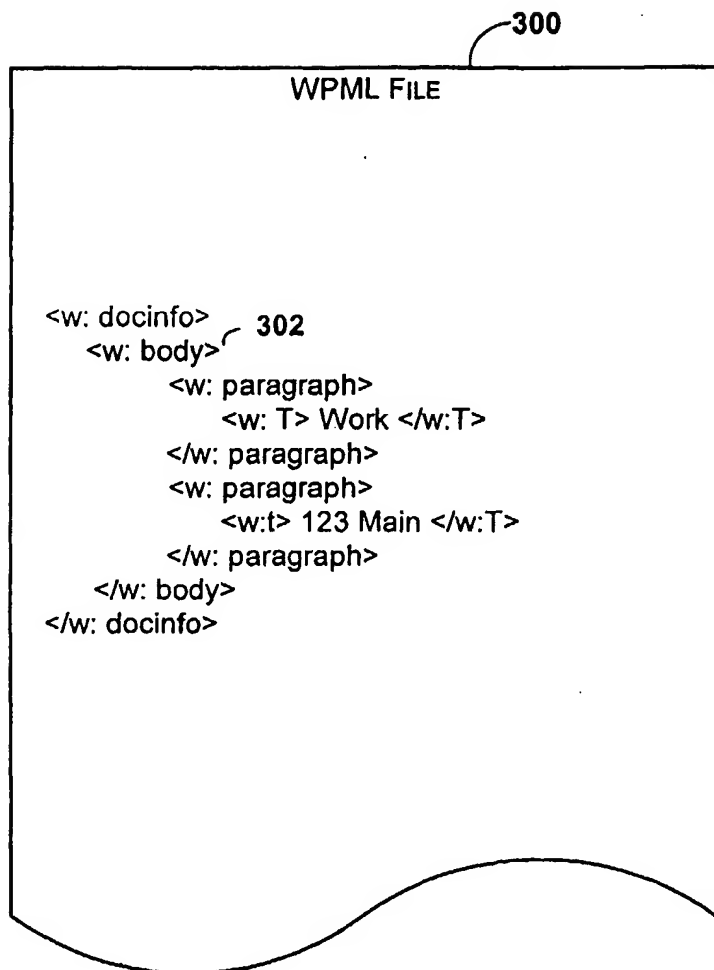 300
WPML FILE
<w: docinfo>
302
<w: body>
<w: paragraph>
<w: T> Work </w:T>
</w: paragraph>
<w: paragraph>
<w:t> 123 Main </w:T>
</w: paragraph>
</w: body>
</w: docinfo>